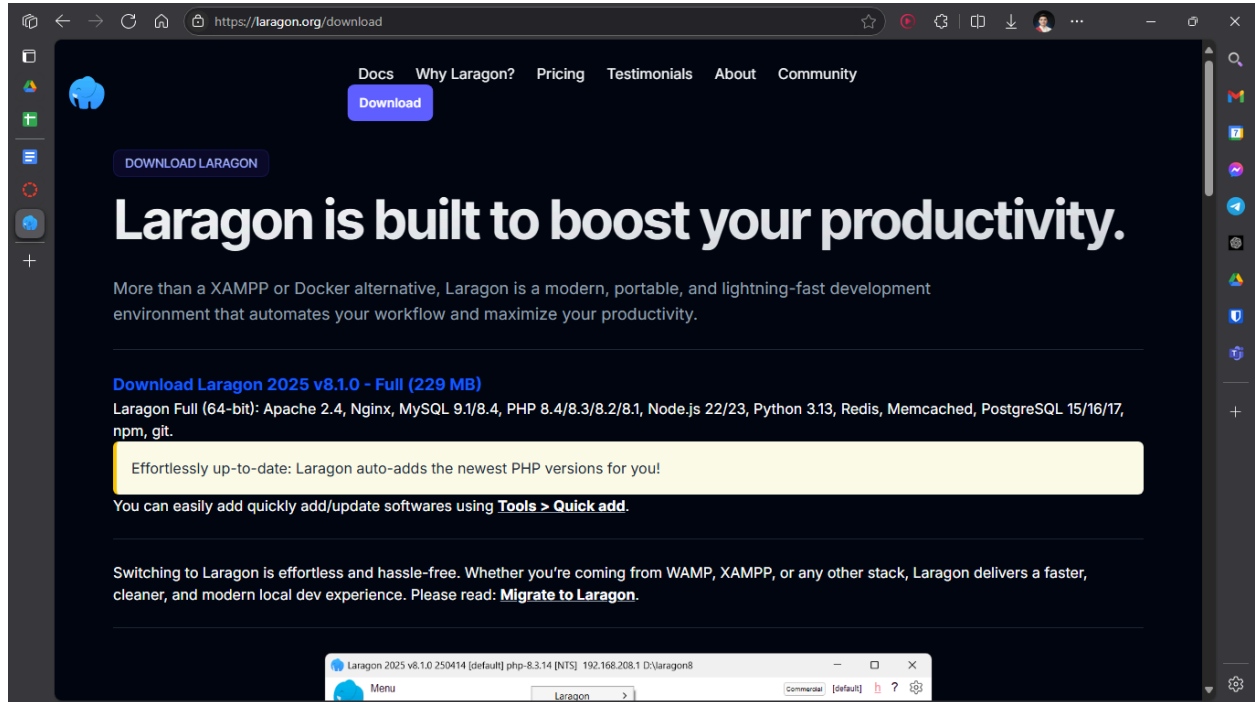 https://laragon.org/download
Docs Why Laragon? Pricing Testimonials About Community
Download
DOWNLOAD LARAGON
Laragon is built to boost your productivity.
More than a XAMPP or Docker alternative, Laragon is a modern, portable, and lightning-fast development
environment that automates your workflow and maximize your productivity.
Download Laragon 2025 v8.1.0 - Full (229 MB)
Laragon Full (64-bit): Apache 2.4, Nginx, MySQL 9.1/8.4, PHP 8.4/8.3/8.2/8.1, Node.js 22/23, Python 3.13, Redis, Memcached, PostgreSQL 15/16/17,
npm, git.
Effortlessly up-to-date: Laragon auto-adds the newest PHP versions for you!
You can easily add quickly add/update softwares using Tools > Quick add.
Switching to Laragon is effortless and hassle-free. Whether you're coming from WAMP, XAMPP, or any other stack, Laragon delivers a faster,
cleaner, and modern local dev experience. Please read: Migrate to Laragon.
Laragon 2025 v8.1.0 250414 [default] php-8.3.14 [NTS] 192.168.208.1 D:\laragon8
Menu
Laragon >
Commercial [default] h ?
7